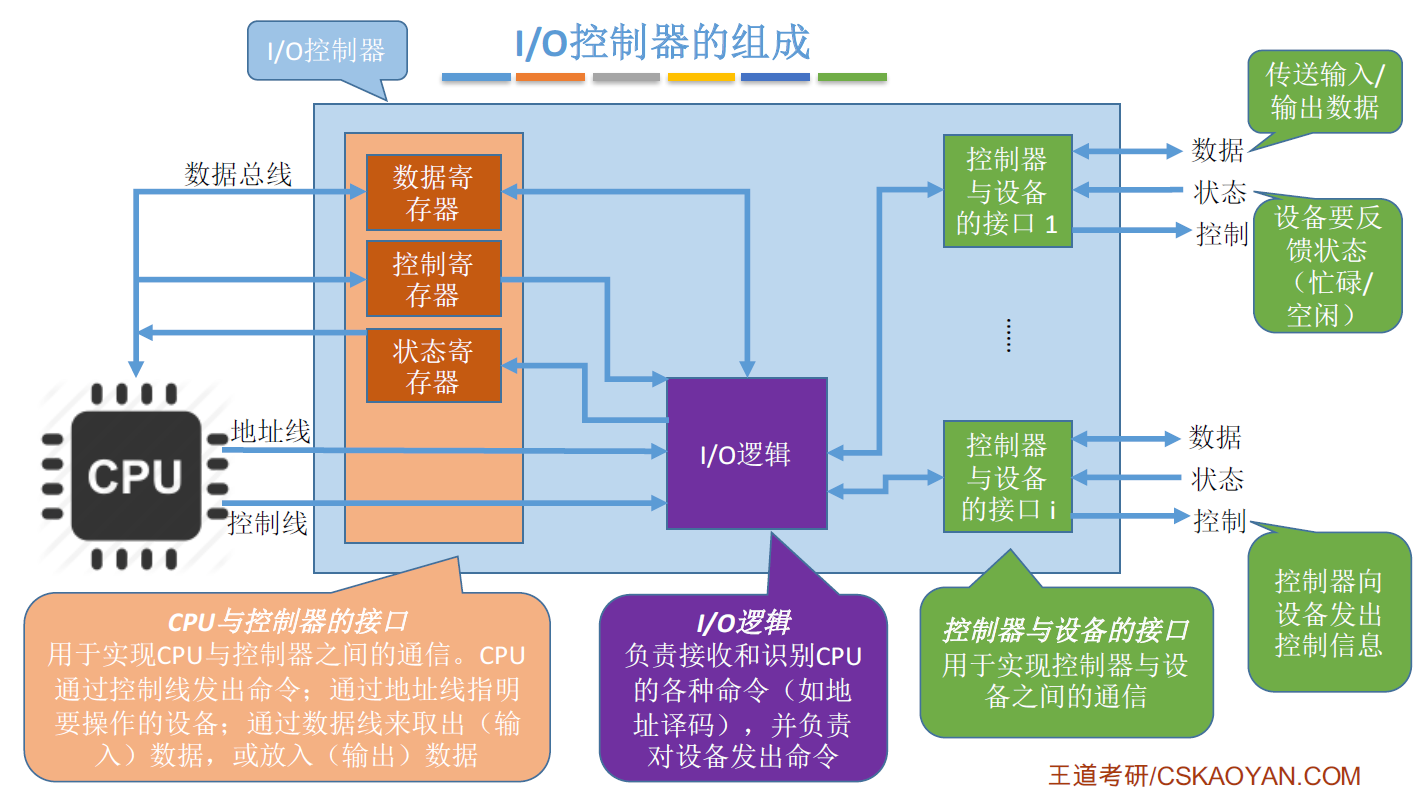 I/O控制器的组成
I/O控制器
传送输入/
输出数据
数据总线
数据寄
存器
控制器
与设备
的接口 1
数据
状态
控制
设备要反
馈状态
（忙碌/
空闲）
控制寄
存器
状态寄
存器
......
CPU
地址线
控制线
I/O逻辑
控制器
与设备
的接口 i
数据
状态
控制
控制器向
设备发出
控制信息
CPU与控制器的接口
用于实现CPU与控制器之间的通信。CPU
通过控制线发出命令；通过地址线指明
要操作的设备；通过数据线来取出（输
入）数据，或放入（输出）数据
I/O逻辑
负责接收和识别CPU
的各种命令（如地
址译码），并负责
对设备发出命令
控制器与设备的接口
用于实现控制器与设
备之间的通信
王道考研/CSKAOYAN.COM